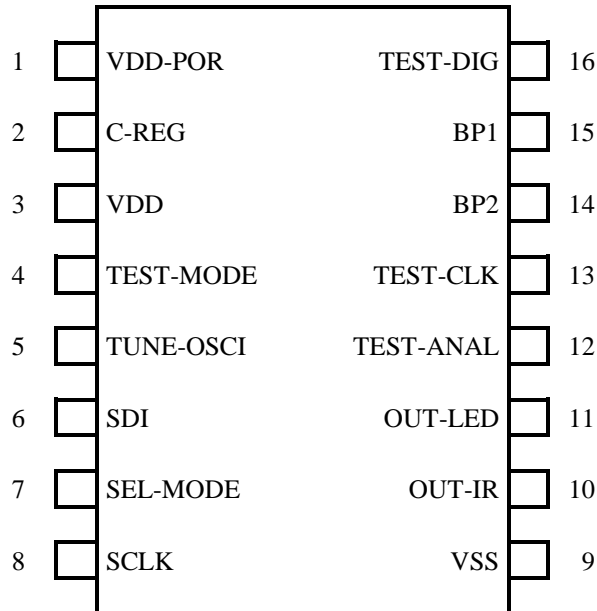 1 VDD-POR TEST-DIG 16
2 C-REG BP1 15
3 VDD BP2 14
4 TEST-MODE TEST-CLK 13
5 TUNE-OSCI TEST-ANAL 12
6 SDI OUT-LED 11
7 SEL-MODE OUT-IR 10
8 SCLK VSS 9